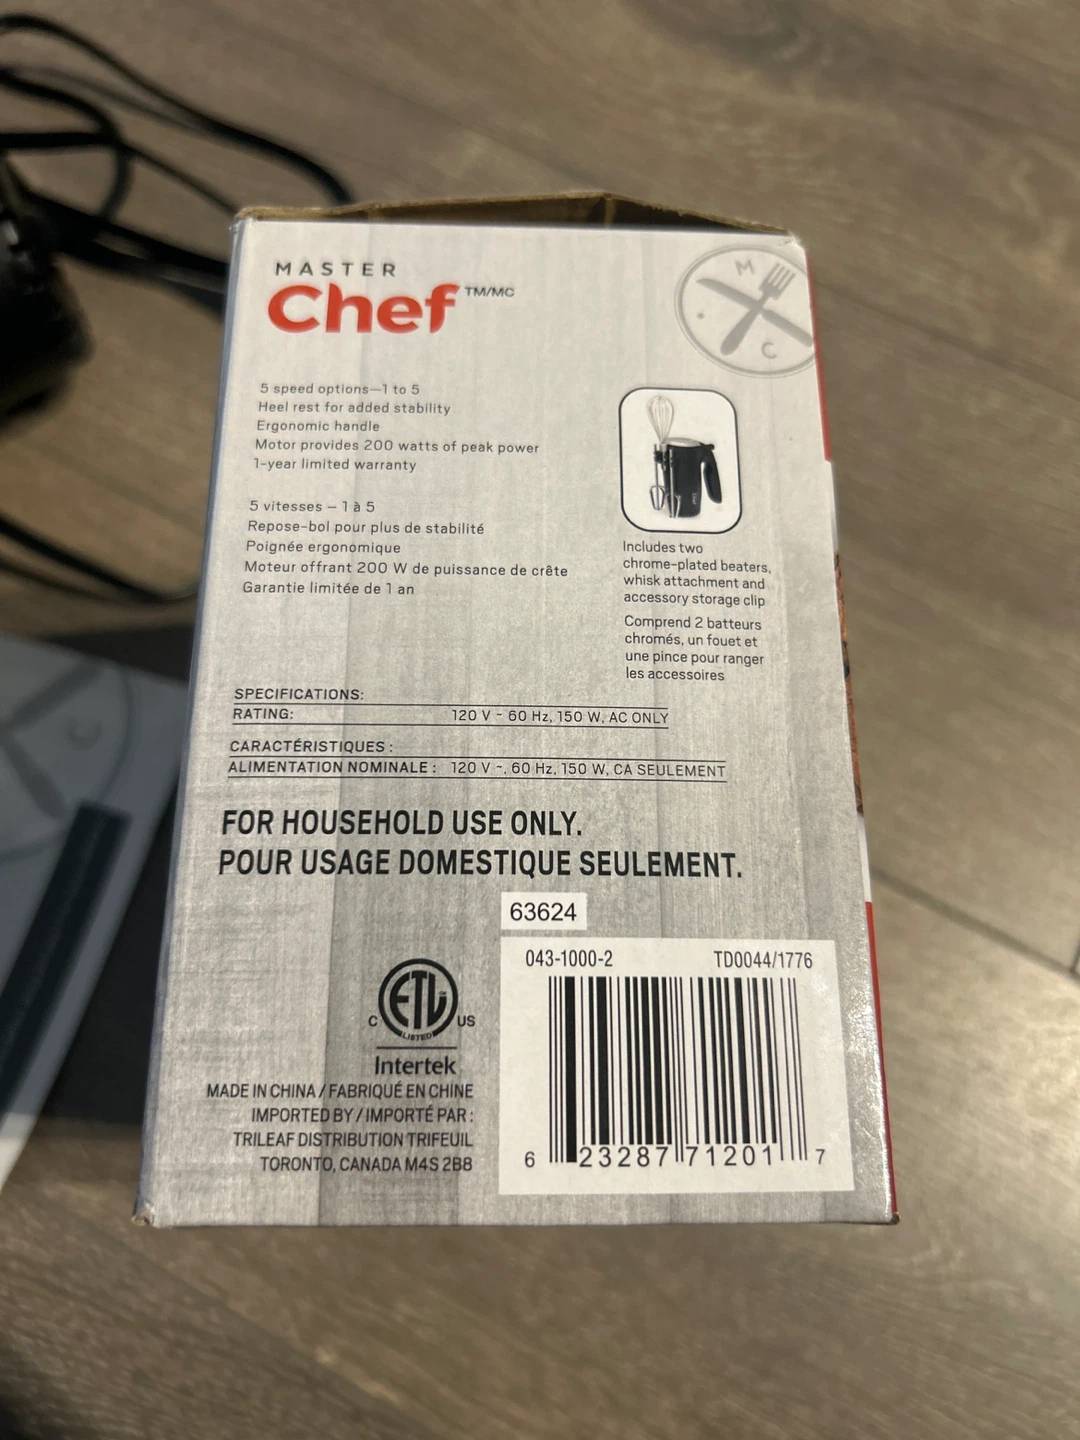 MASTER
Chef TM/MC
M
C
5 speed options—1 to 5
Heel rest for added stability
Ergonomic handle
Motor provides 200 watts of peak power
1-year limited warranty
5 vitesses – 1 à 5
Repose-bol pour plus de stabilité
Poignée ergonomique
Moteur offrant 200 W de puissance de crête
Garantie limitée de 1 an
Includes two
chrome-plated beaters,
whisk attachment and
accessory storage clip
Comprend 2 batteurs
chromés, un fouet et
une pince pour ranger
les accessoires
SPECIFICATIONS:
RATING: 120 V ~ 60 Hz, 150 W, AC ONLY
CARACTÉRISTIQUES :
ALIMENTATION NOMINALE : 120 V ~, 60 Hz, 150 W, CA SEULEMENT
FOR HOUSEHOLD USE ONLY.
POUR USAGE DOMESTIQUE SEULEMENT.
63624
043-1000-2 TD0044/1776
6 23287 71201 7
C ETL US
LISTED
Intertek
MADE IN CHINA / FABRIQUÉ EN CHINE
IMPORTED BY / IMPORTÉ PAR :
TRILEAF DISTRIBUTION TRIFEUIL
TORONTO, CANADA M4S 2B8